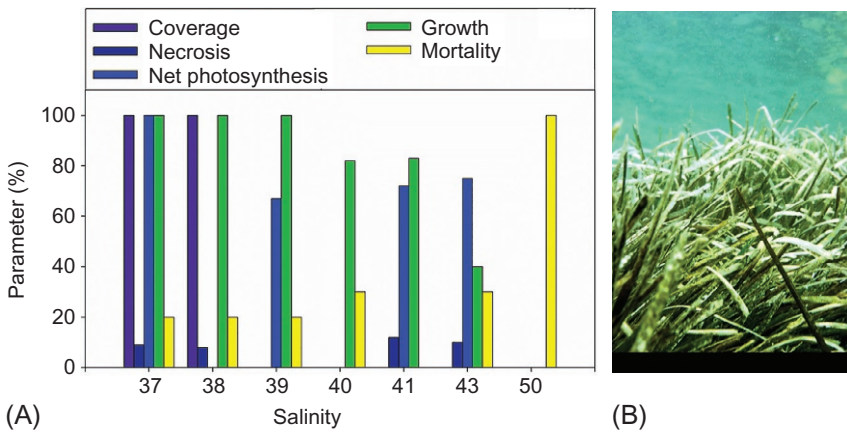 Coverage
Necrosis
Net photosynthesis
Growth
Mortality
Parameter (%)
100
80
60
40
20
0
37 38 39 40 41 43 50
Salinity
(A)
(B)